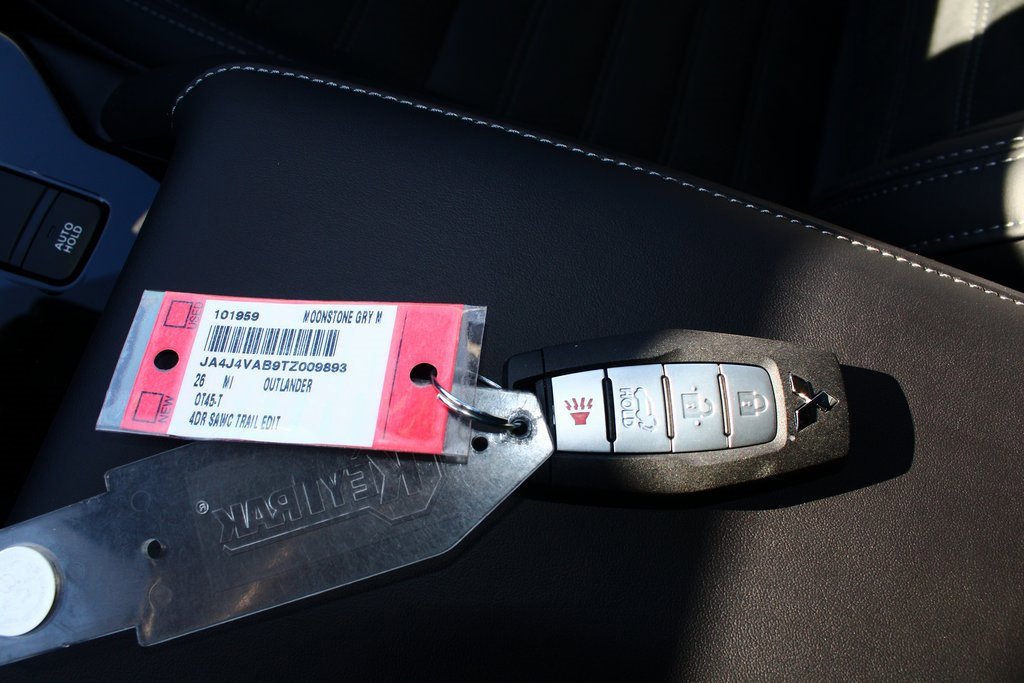 AUTO
HOLD
USED
101959 MOONSTONE GRY M
JA4J4VAB9TZ009893
26 MI OUTLANDER
OT45-T
4DR SAWC TRAIL EDIT
NEW
HOLD
KEYTRAK®